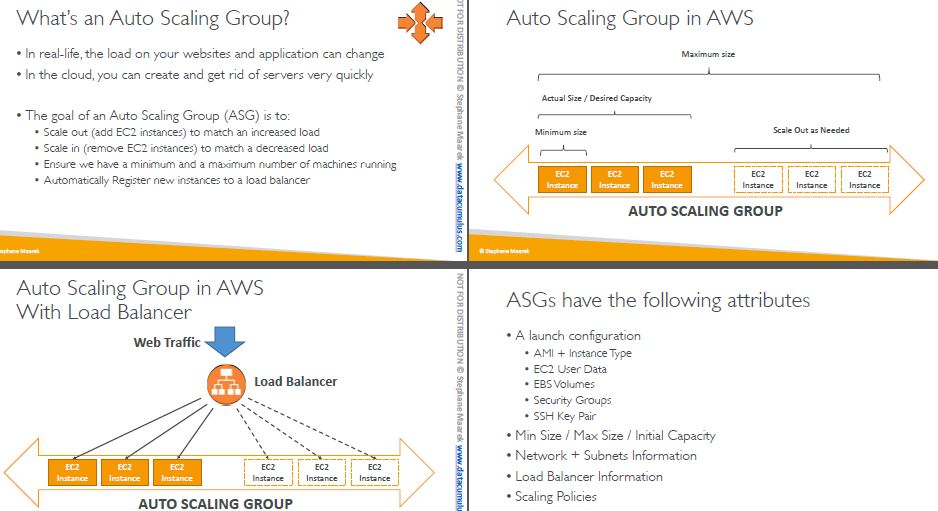 What's an Auto Scaling Group?
• In real-life, the load on your websites and application can change
• In the cloud, you can create and get rid of servers very quickly
• The goal of an Auto Scaling Group (ASG) is to:
• Scale out (add EC2 instances) to match an increased load
• Scale in (remove EC2 instances) to match a decreased load
• Ensure we have a minimum and a maximum number of machines running
• Automatically Register new instances to a load balancer
NOT FOR DISTRIBUTION © Stephane Maarek www.datacumulus.com
Stephane Maarek
Auto Scaling Group in AWS
Maximum size
Actual Size / Desired Capacity
Minimum size
Scale Out as Needed
EC2 Instance
EC2 Instance
EC2 Instance
EC2 Instance
EC2 Instance
EC2 Instance
AUTO SCALING GROUP
© Stephane Maarek
Auto Scaling Group in AWS
With Load Balancer
Web Traffic
Load Balancer
EC2 Instance
EC2 Instance
EC2 Instance
EC2 Instance
EC2 Instance
EC2 Instance
AUTO SCALING GROUP
NOT FOR DISTRIBUTION © Stephane Maarek www.datacumulu
ASGs have the following attributes
• A launch configuration
• AMI + Instance Type
• EC2 User Data
• EBS Volumes
• Security Groups
• SSH Key Pair
• Min Size / Max Size / Initial Capacity
• Network + Subnets Information
• Load Balancer Information
• Scaling Policies